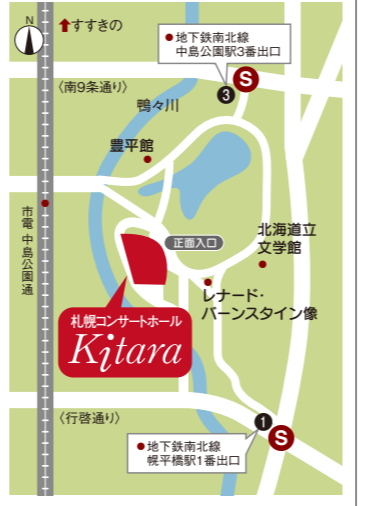 N
↑すすきの
●地下鉄南北線
中島公園駅3番出口
S
3
〈南9条通り〉
鴨々川
豊平館
正面入口
北海道立
文学館
市電 中島公園通
レナード・
バーンスタイン像
札幌コンサートホール
Kitara
〈行啓通り〉
1
S
●地下鉄南北線
幌平橋駅1番出口